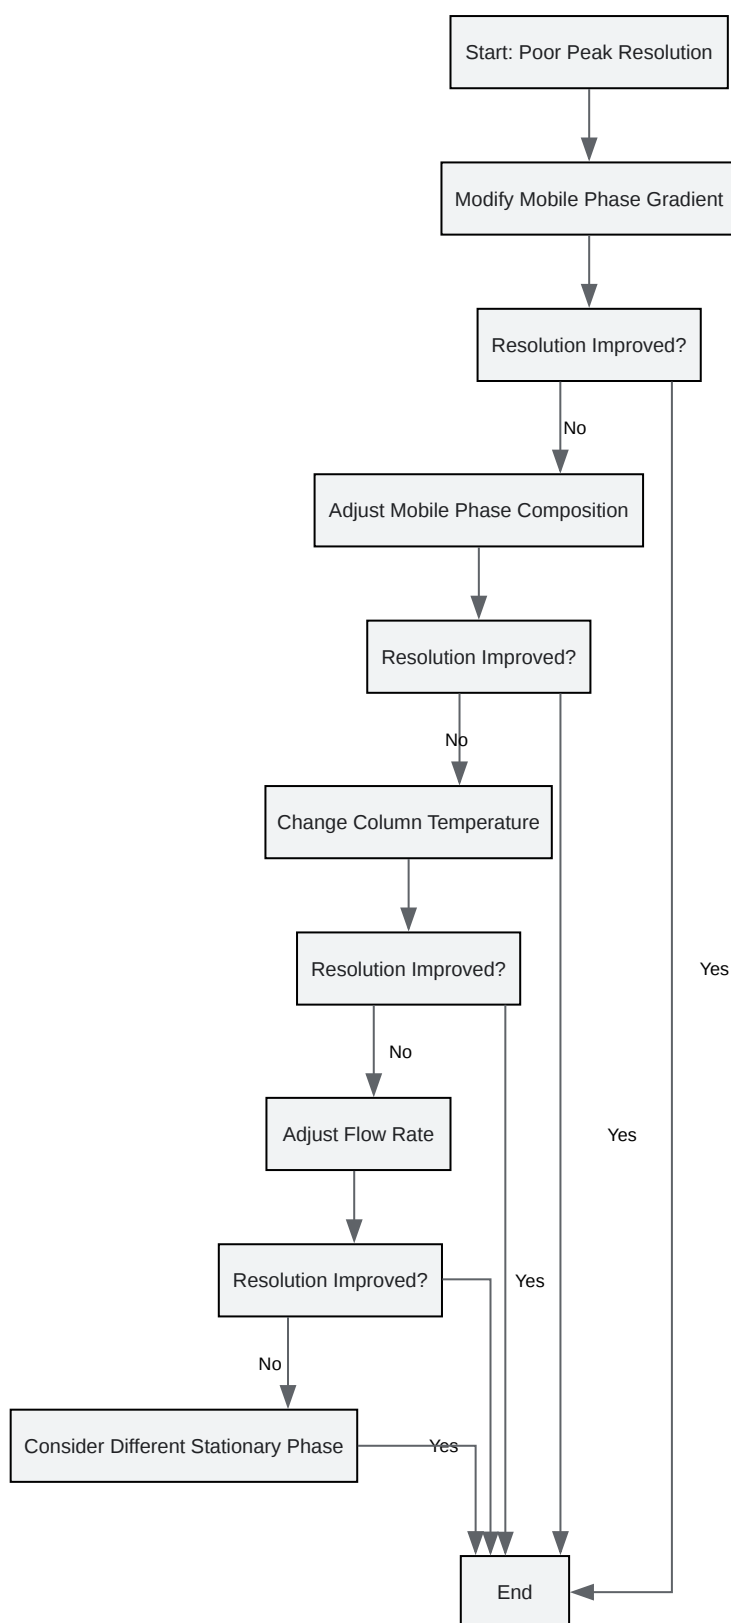 Start: Poor Peak Resolution
Modify Mobile Phase Gradient
Resolution Improved?
No
Adjust Mobile Phase Composition
Resolution Improved?
No
Change Column Temperature
Resolution Improved?
Yes
No
Adjust Flow Rate
Yes
Resolution Improved?
Yes
No
Consider Different Stationary Phase
Yes
End